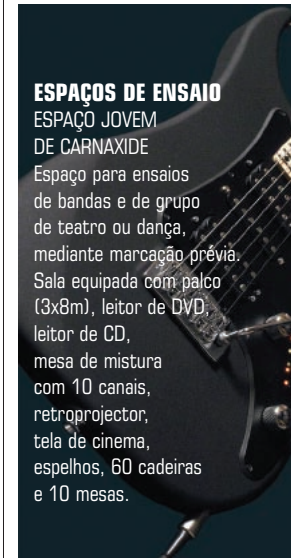 ESPAÇOS DE ENSAIO
ESPAÇO JOVEM
DE CARNAXIDE
Espaço para ensaios
de bandas e de grupo
de teatro ou dança,
mediante marcação prévia.
Sala equipada com palco
(3x8m), leitor de DVD,
leitor de CD,
mesa de mistura
com 10 canais,
retroprojector,
tela de cinema,
espelhos, 60 cadeiras
e 10 mesas.